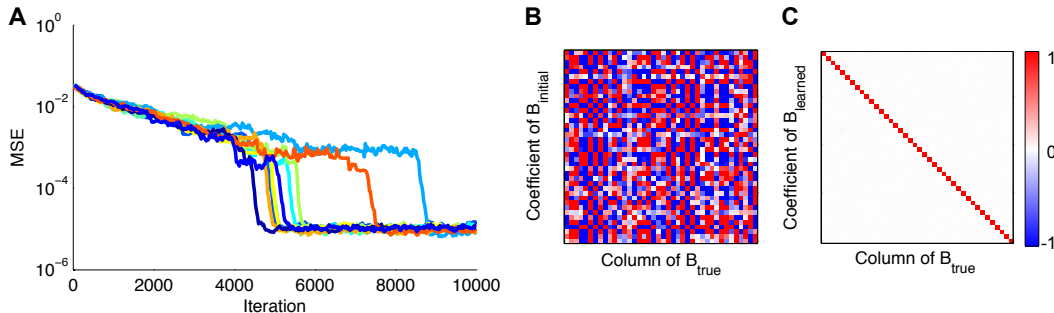 A
10^0
10^-2
10^-4
10^-6
MSE
0
2000
4000
6000
8000
10000
Iteration
B
Coefficient of B_initial
Column of B_true
C
Coefficient of B_learned
Column of B_true
1
0
-1